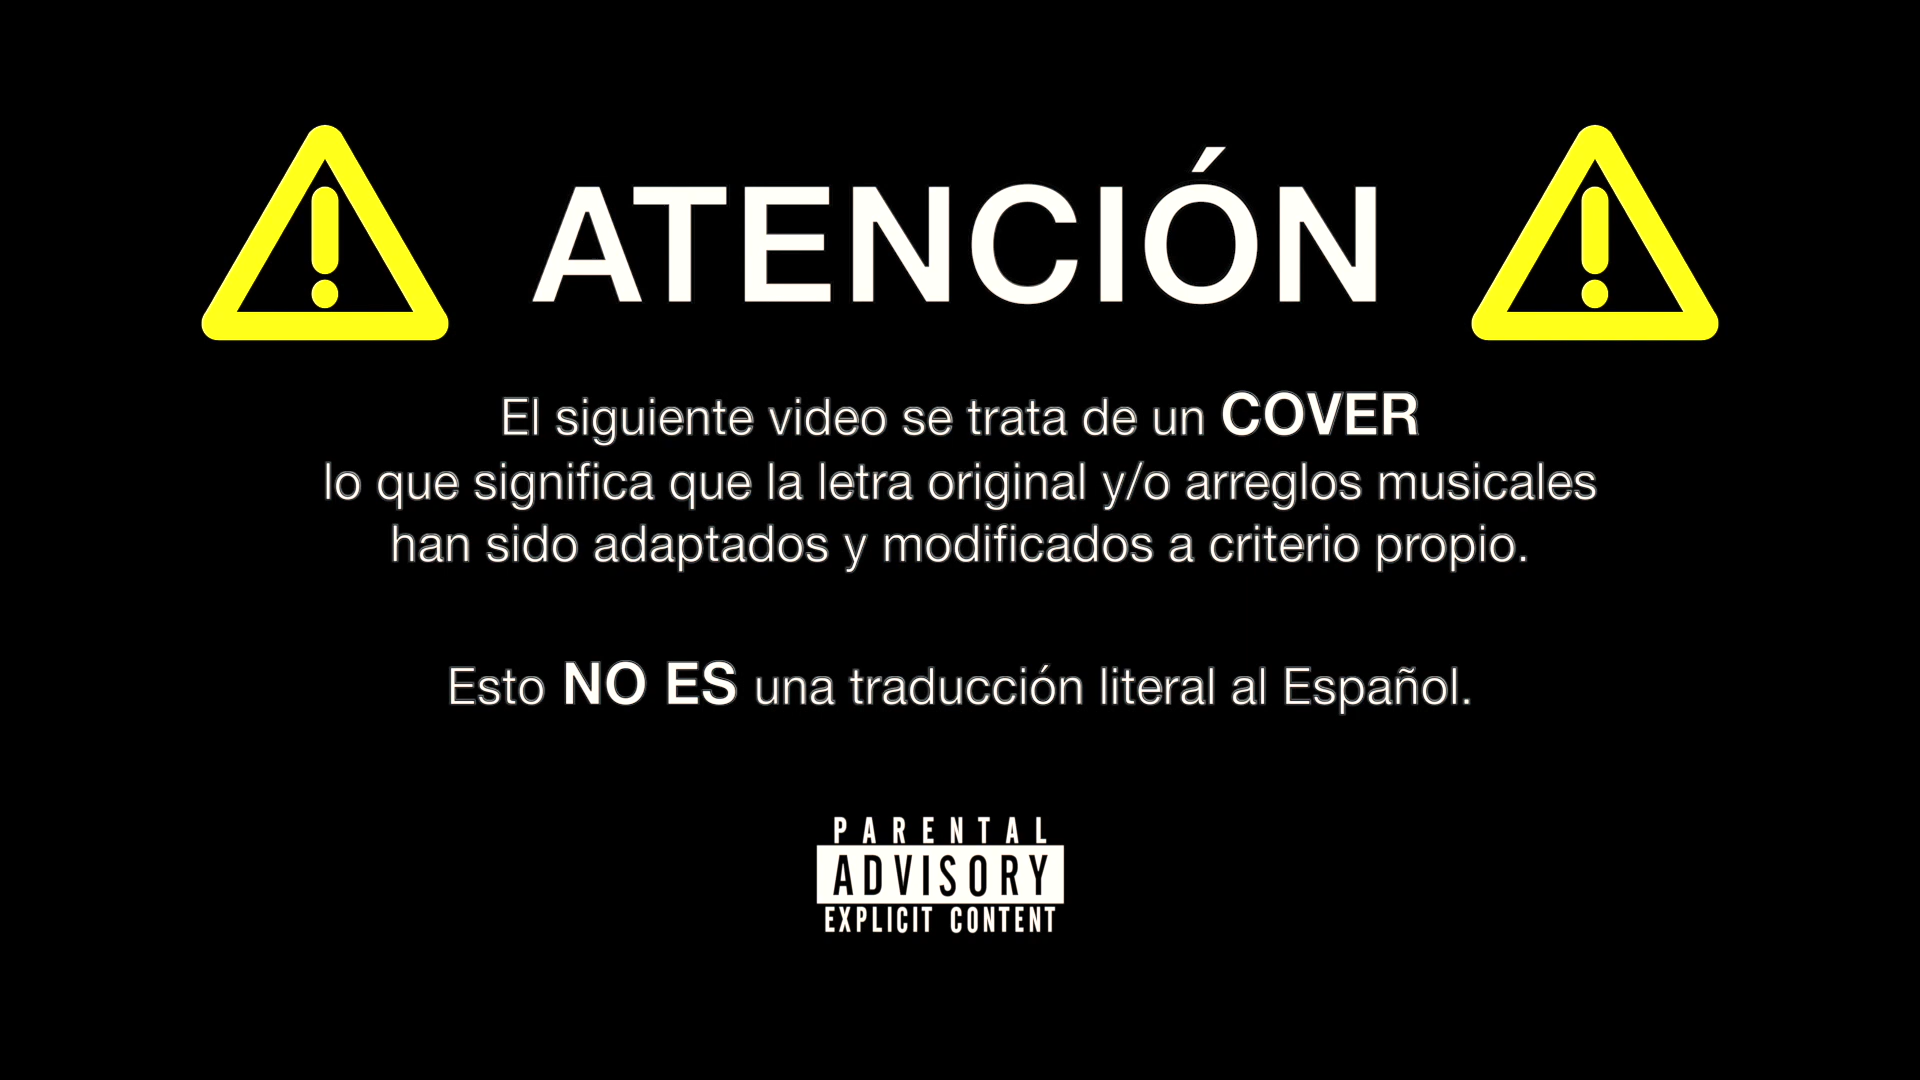 ATENCIÓN
El siguiente video se trata de un COVER
lo que significa que la letra original y/o arreglos musicales
han sido adaptados y modificados a criterio propio.
Esto NO ES una traducción literal al Español.
PARENTAL
ADVISORY
EXPLICIT CONTENT